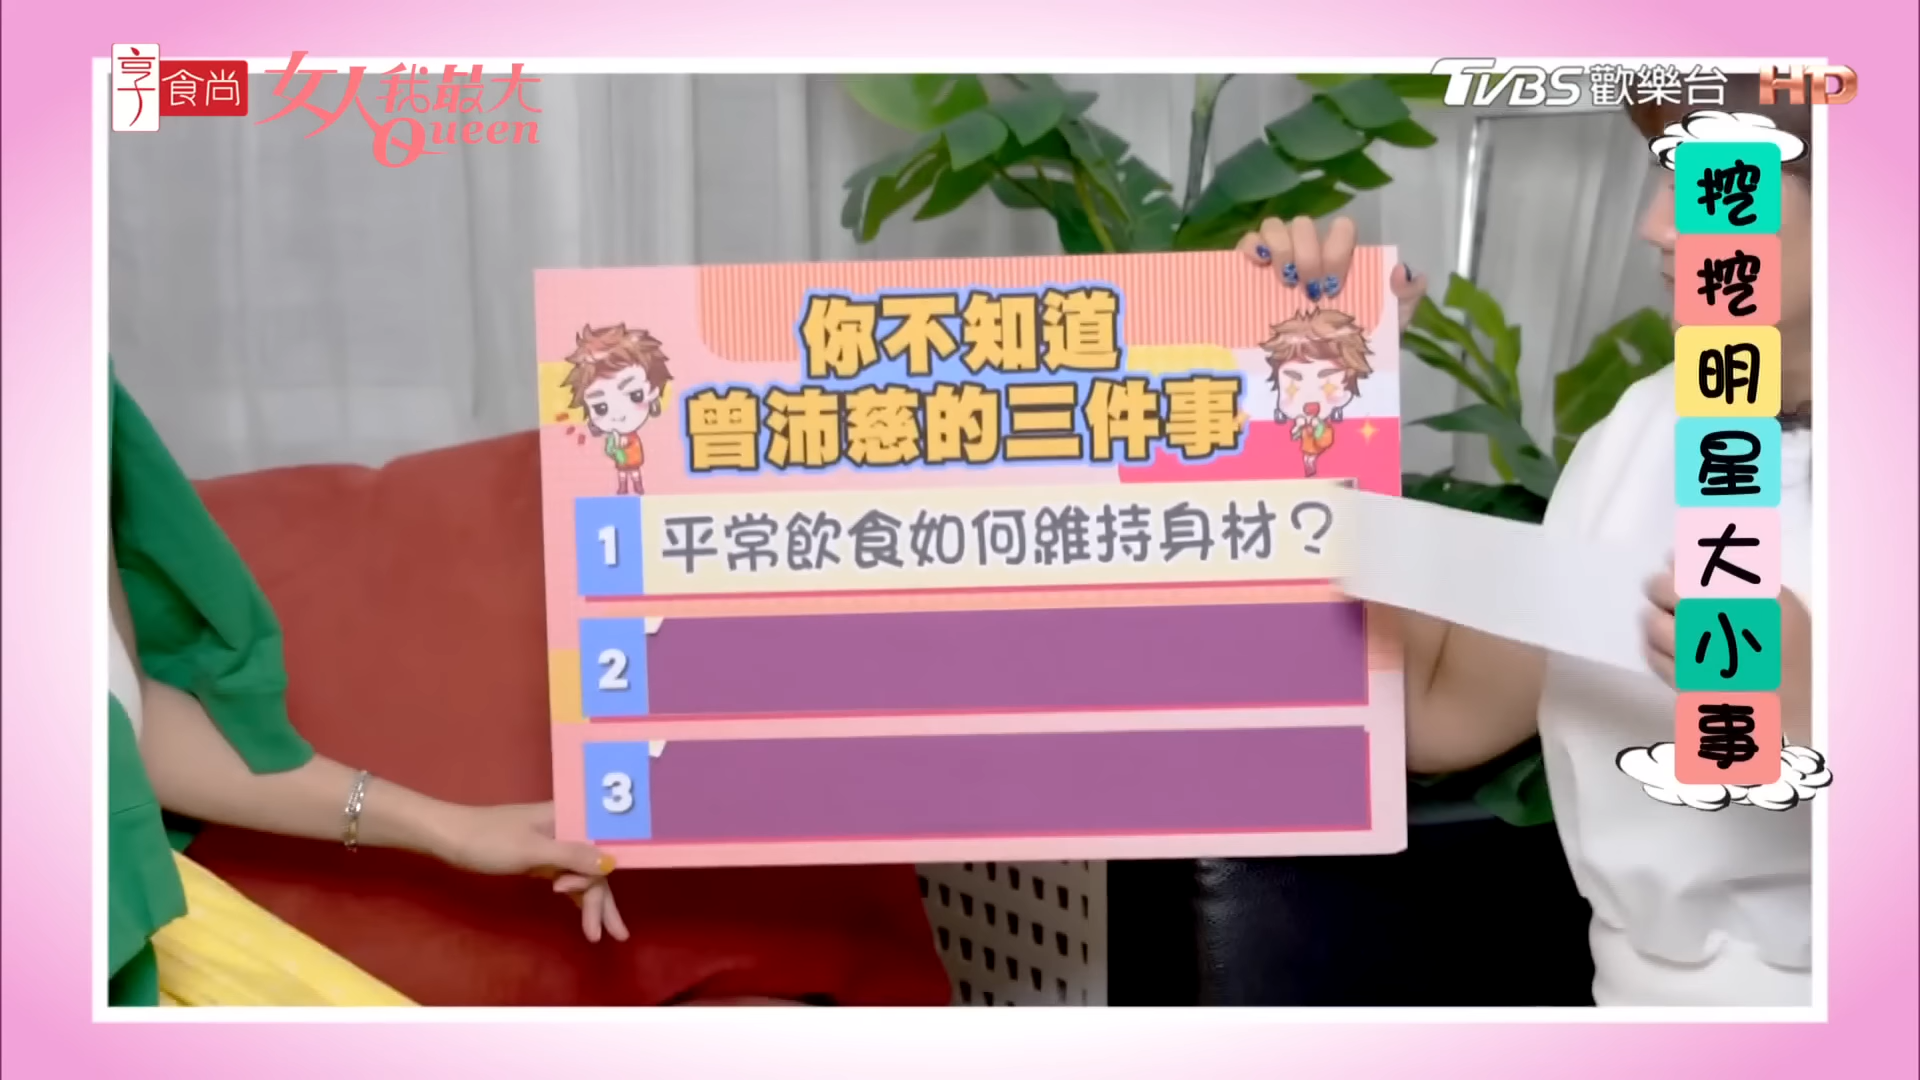 享食尚
女人我最大
Queen
TVBS歡樂台 HD
挖挖明星大小事
你不知道
曾沛慈的三件事
1 平常飲食如何維持身材？
2
3